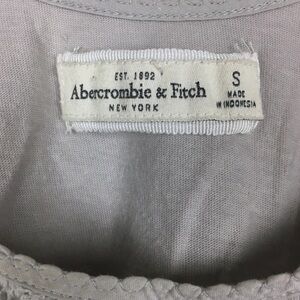 EST. 1892
Abercrombie & Fitch
NEW YORK
S
MADE
IN INDONESIA